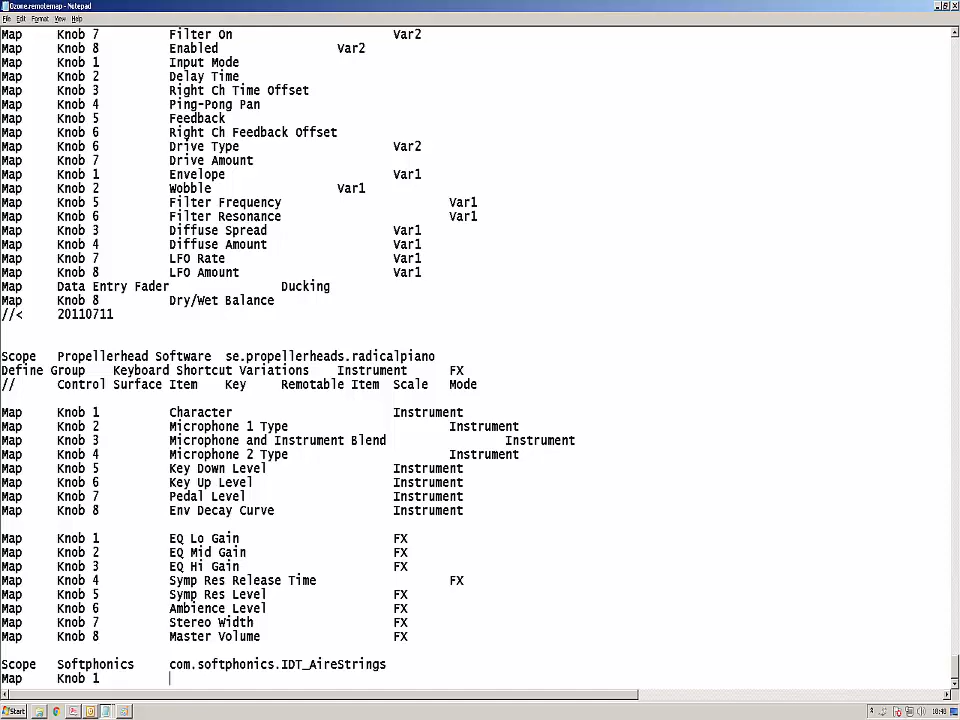 Ozone.remotemap - Notepad
File Edit Format View Help
Map Knob 7 Filter On Var2
Map Knob 8 Enabled Var2
Map Knob 1 Input Mode
Map Knob 2 Delay Time
Map Knob 3 Right Ch Time Offset
Map Knob 4 Ping-Pong Pan
Map Knob 5 Feedback
Map Knob 6 Right Ch Feedback Offset
Map Knob 6 Drive Type Var2
Map Knob 7 Drive Amount
Map Knob 1 Envelope Var1
Map Knob 2 Wobble Var1
Map Knob 5 Filter Frequency Var1
Map Knob 6 Filter Resonance Var1
Map Knob 3 Diffuse Spread Var1
Map Knob 4 Diffuse Amount Var1
Map Knob 7 LFO Rate Var1
Map Knob 8 LFO Amount Var1
Map Data Entry Fader Ducking
Map Knob 8 Dry/Wet Balance
//< 20110711
Scope Propellerhead Software se.propellerheads.radicalpiano
Define Group Keyboard Shortcut Variations Instrument FX
// Control Surface Item Key Remotable Item Scale Mode
Map Knob 1 Character Instrument
Map Knob 2 Microphone 1 Type Instrument
Map Knob 3 Microphone and Instrument Blend Instrument
Map Knob 4 Microphone 2 Type Instrument
Map Knob 5 Key Down Level Instrument
Map Knob 6 Key Up Level Instrument
Map Knob 7 Pedal Level Instrument
Map Knob 8 Env Decay Curve Instrument
Map Knob 1 EQ Lo Gain FX
Map Knob 2 EQ Mid Gain FX
Map Knob 3 EQ Hi Gain FX
Map Knob 4 Symp Res Release Time FX
Map Knob 5 Symp Res Level FX
Map Knob 6 Ambience Level FX
Map Knob 7 Stereo Width FX
Map Knob 8 Master Volume FX
Scope Softphonics com.softphonics.IDT_AireStrings
Map Knob 1
Start 18:48